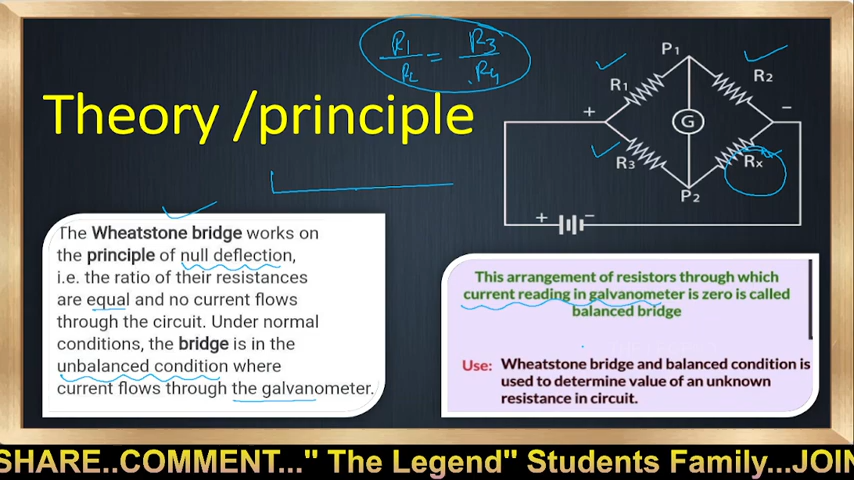 R1 R3
R2 = .R4
Theory /principle
P1
R1
R2
+
–
G
R3
Rx
P2
+ –
The Wheatstone bridge works on
the principle of null deflection,
i.e. the ratio of their resistances
are equal and no current flows
through the circuit. Under normal
conditions, the bridge is in the
unbalanced condition where
current flows through the galvanometer.
This arrangement of resistors through which
current reading in galvanometer is zero is called
balanced bridge
Use: Wheatstone bridge and balanced condition is
used to determine value of an unknown
resistance in circuit.
SHARE..COMMENT..." The Legend" Students Family...JOIN